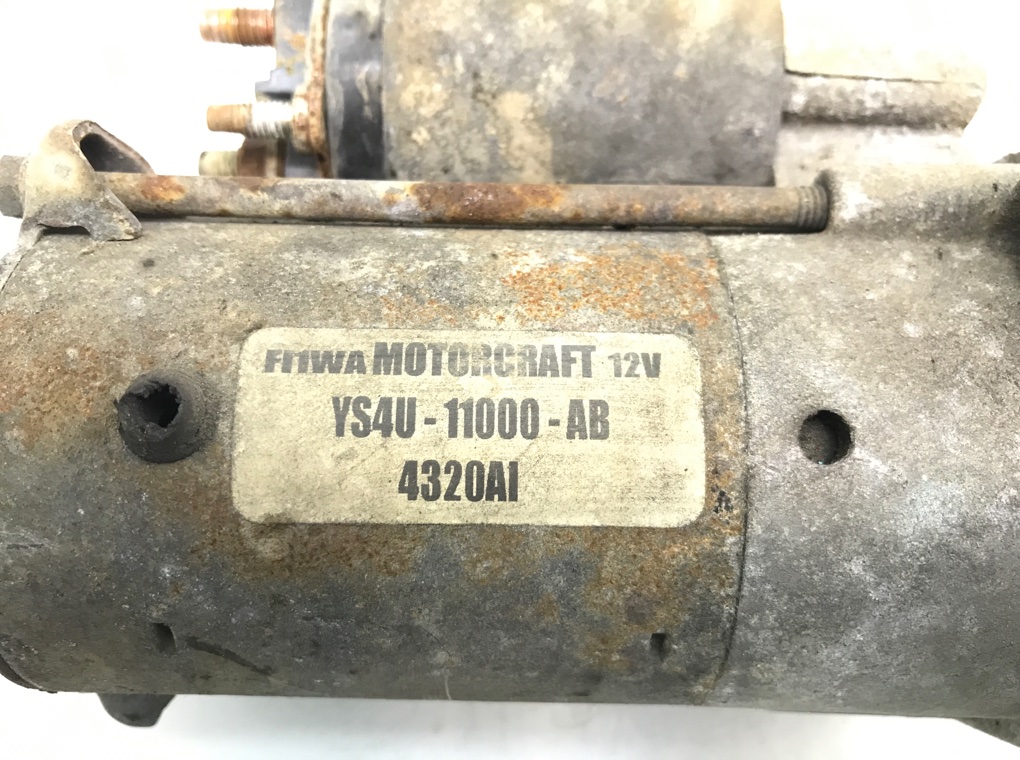 MOTORCRAFT 12V
YS4U - 11000 - AB
4320AI